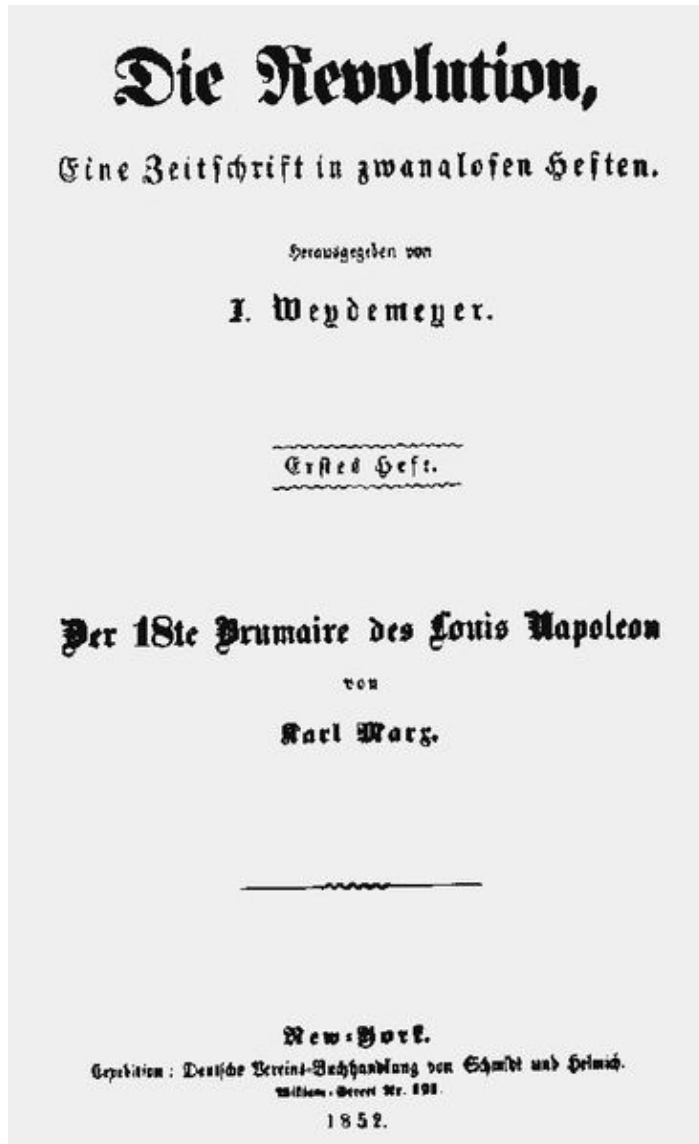 Die Revolution,
Eine Zeitschrift in zwanglosen Heften.
Herausgegeben von
J. Weydemeyer.
Erstes Heft.
Der 18te Brumaire des Louis Napoleon
von
Karl Marx.
New-York.
Expedition: Deutsche Vereins-Buchhandlung von Schmidt und Helmich.
William-Street Nr. 191.
1852.